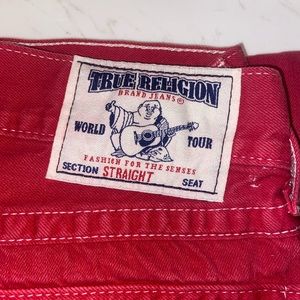 TRUE RELIGION
BRAND JEANS®
WORLD TOUR
FASHION FOR THE SENSES
SECTION STRAIGHT SEAT